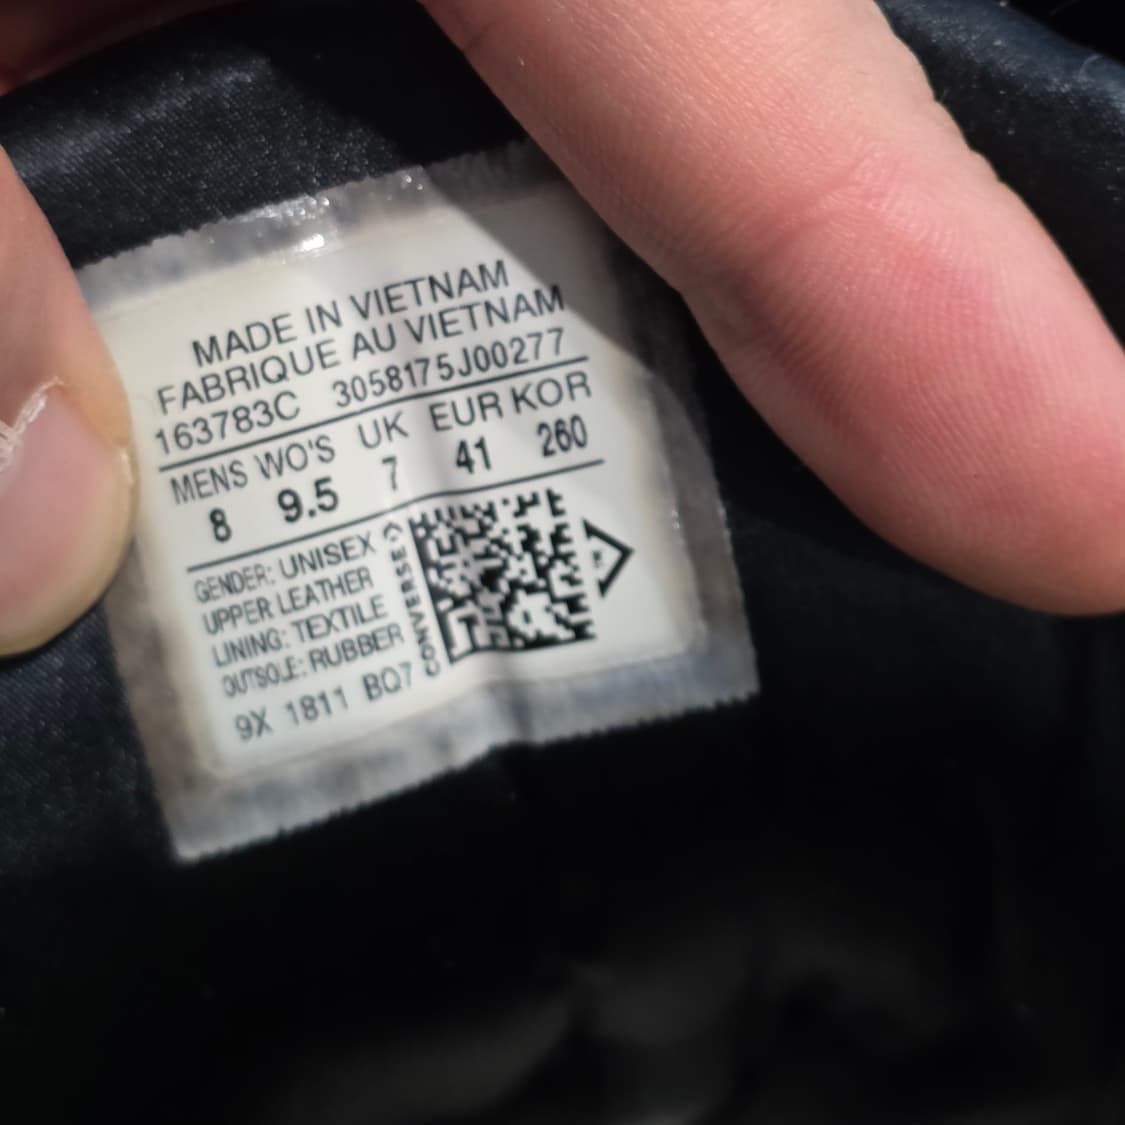 MADE IN VIETNAM
FABRIQUE AU VIETNAM
163783C 3058175J00277
MENS WO'S UK EUR KOR
8 9.5 7 41 260
GENDER: UNISEX
UPPER LEATHER
LINING: TEXTILE
OUTSOLE: RUBBER
9X 1811 BQ7
CONVERSE